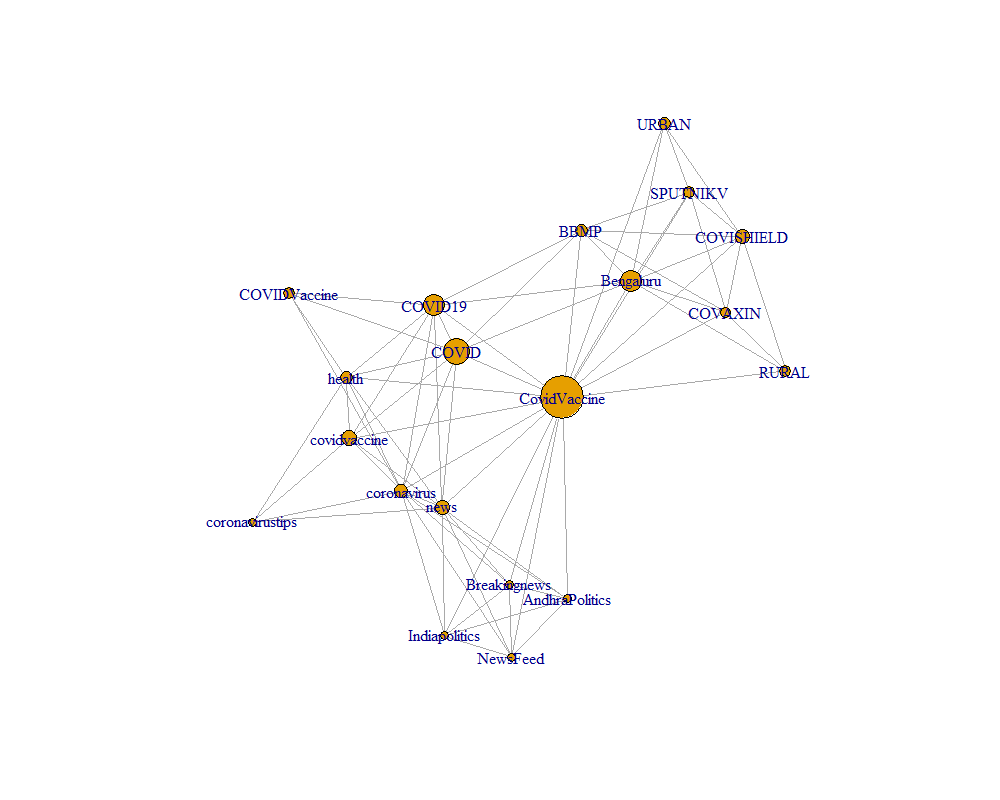 URBAN
SPUTNIKV
BBMP
COVISHIELD
Bengaluru
COVIDVaccine
COVID19
COVAXIN
COVID
RURAL
health
CovidVaccine
covidvaccine
coronavirus
news
coronavirustips
Breakingnews
AndhraPolitics
Indiapolitics
NewsFeed